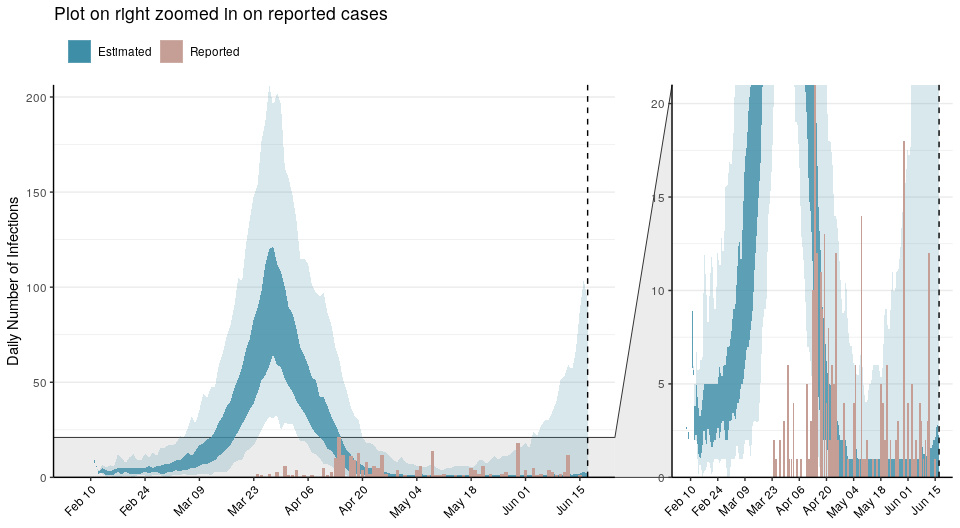 Plot on right zoomed in on reported cases
Estimated Reported
Daily Number of Infections
200
150
100
50
0
Feb 10 Feb 24 Mar 09 Mar 23 Apr 06 Apr 20 May 04 May 18 Jun 01 Jun 15
20
15
10
5
0
Feb 10 Feb 24 Mar 09 Mar 23 Apr 06 Apr 20 May 04 May 18 Jun 01 Jun 15